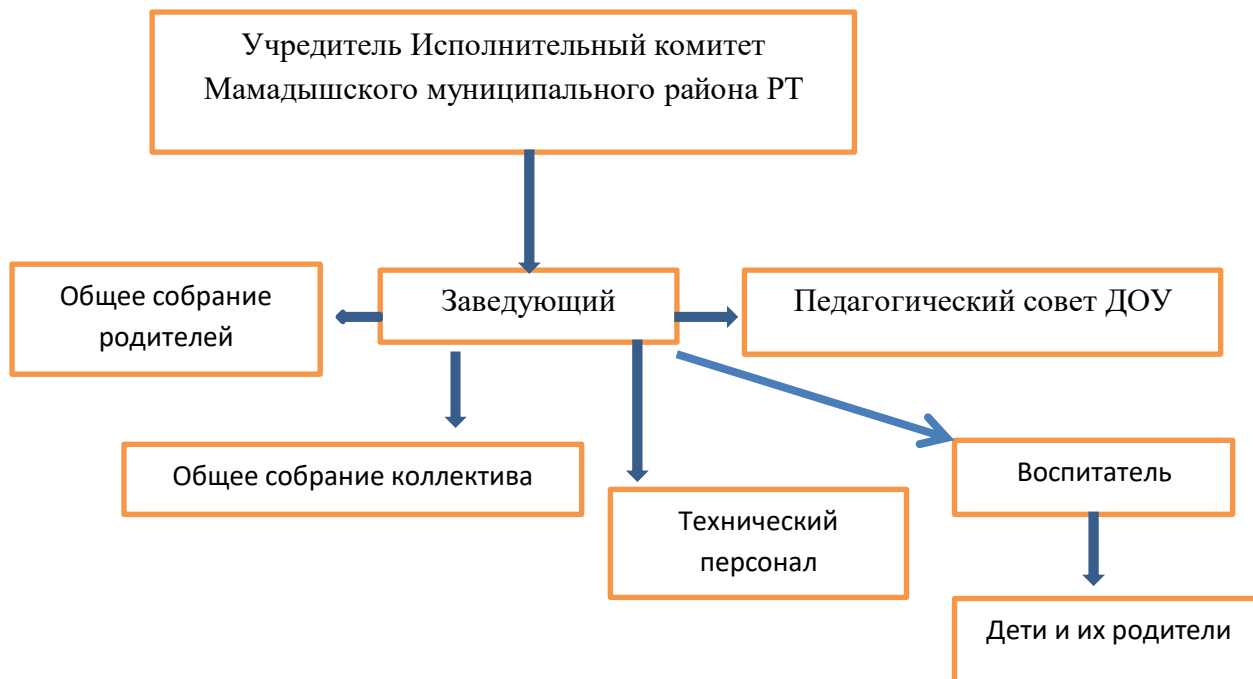 Учредитель Исполнительный комитет
Мамадышского муниципального района РТ
Общее собрание
родителей
Заведующий
Педагогический совет ДОУ
Общее собрание коллектива
Технический
персонал
Воспитатель
Дети и их родители